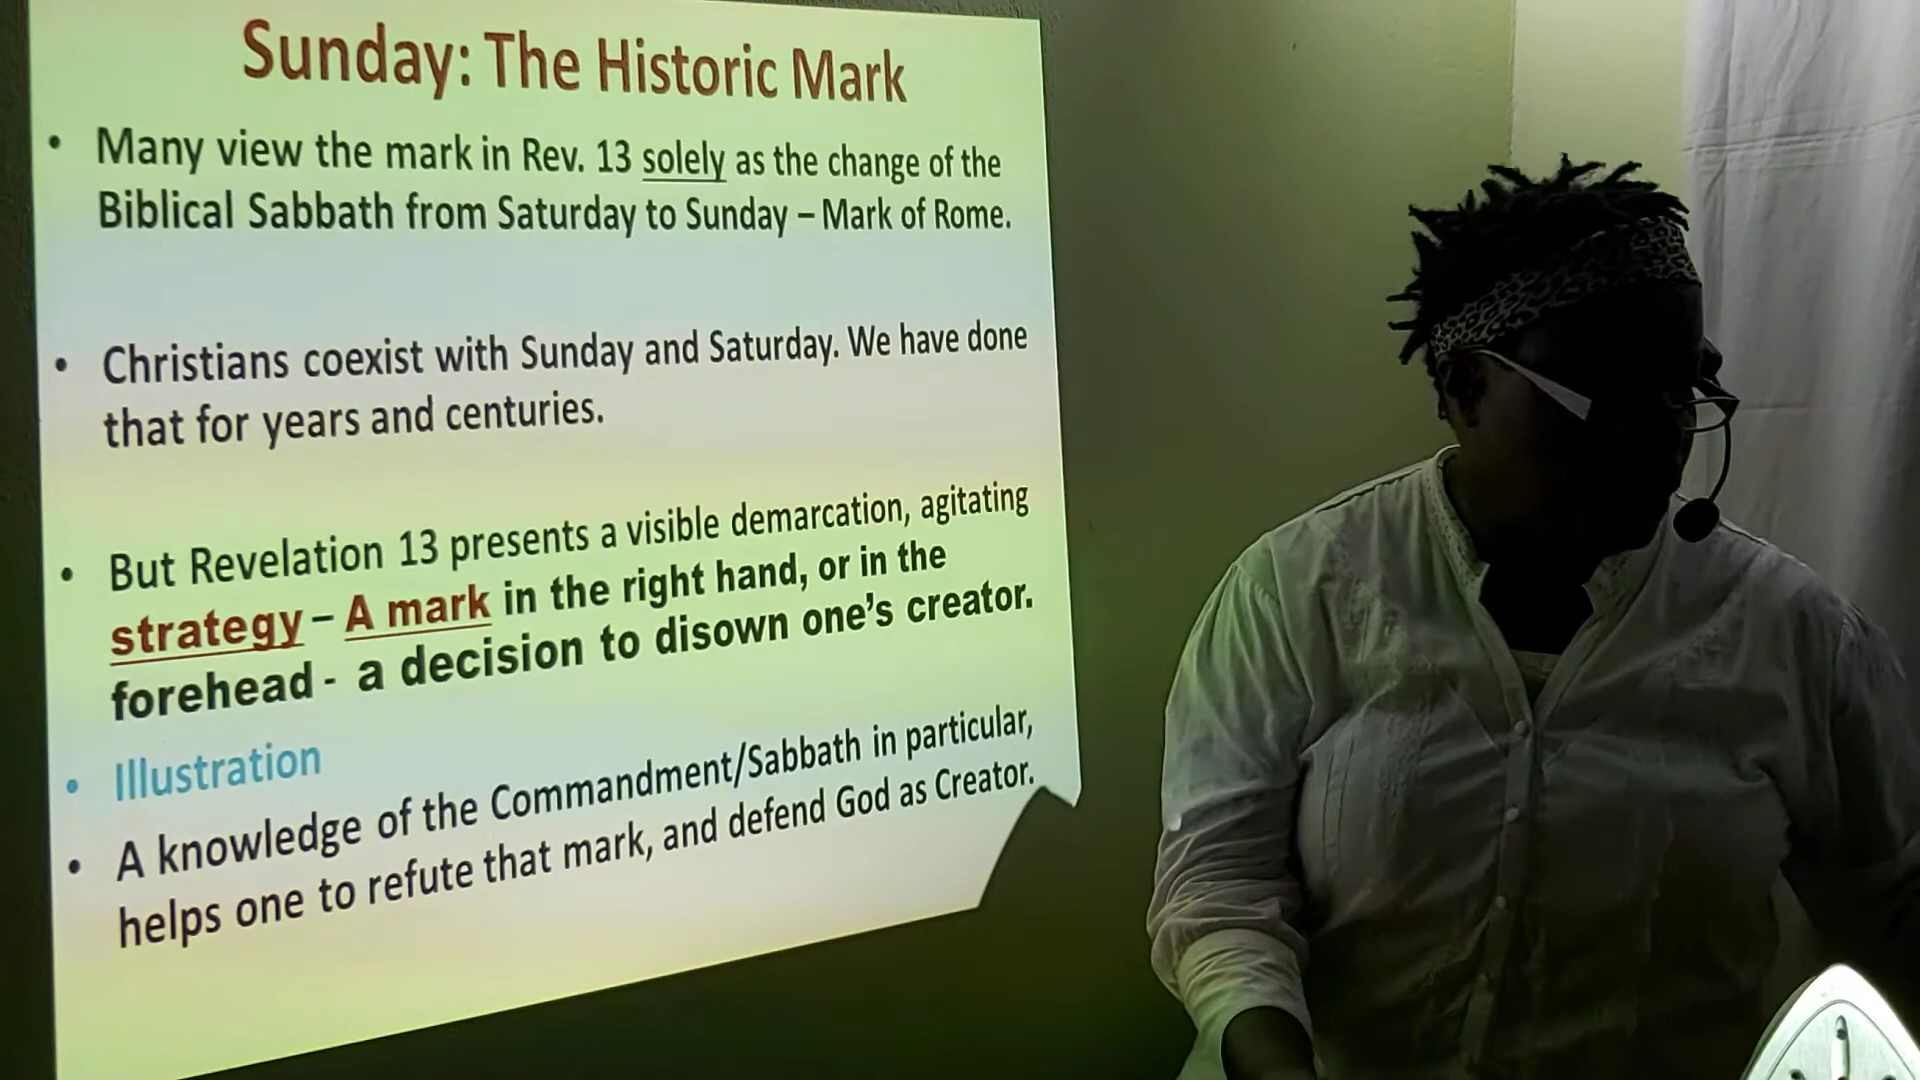 Sunday: The Historic Mark
• Many view the mark in Rev. 13 solely as the change of the
Biblical Sabbath from Saturday to Sunday – Mark of Rome.
• Christians coexist with Sunday and Saturday. We have done
that for years and centuries.
• But Revelation 13 presents a visible demarcation, agitating
strategy – A mark in the right hand, or in the
forehead - a decision to disown one's creator.
• Illustration
• A knowledge of the Commandment/Sabbath in particular,
helps one to refute that mark, and defend God as Creator.